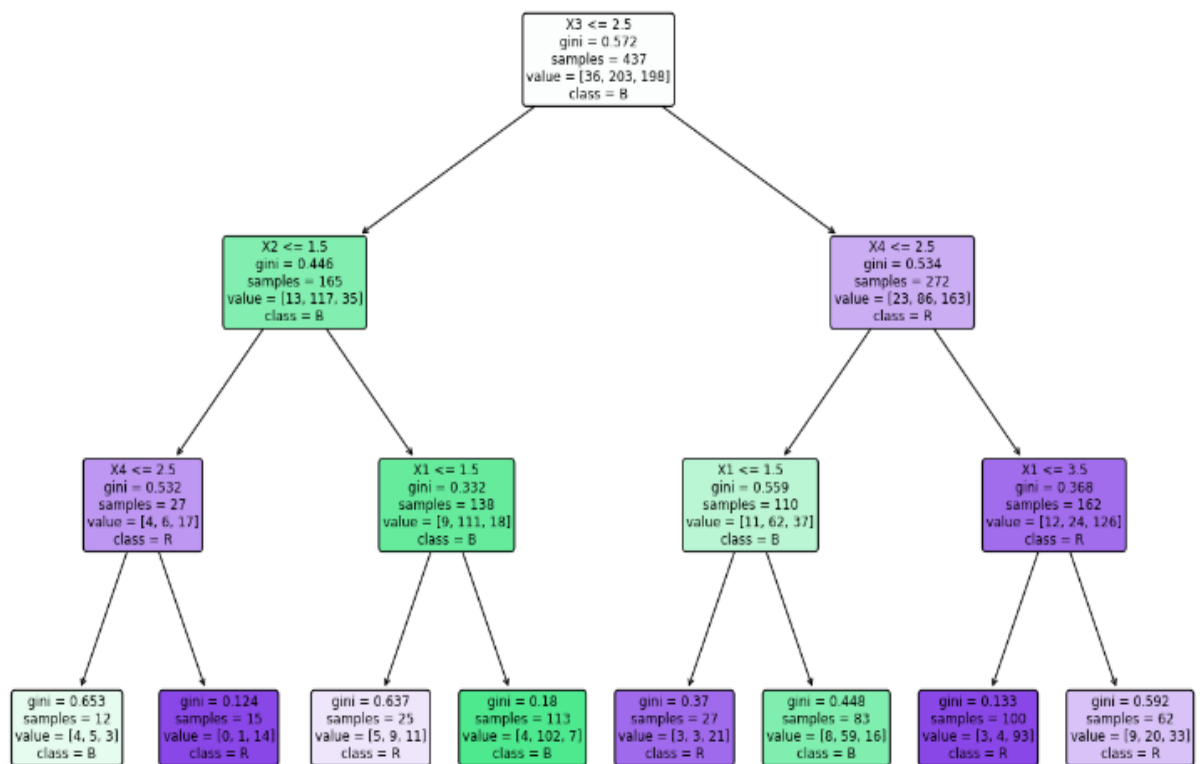 X3 <= 2.5
gini = 0.572
samples = 437
value = [36, 203, 198]
class = B
X2 <= 1.5
gini = 0.446
samples = 165
value = [13, 117, 35]
class = B
X4 <= 2.5
gini = 0.534
samples = 272
value = [23, 86, 163]
class = R
X4 <= 2.5
gini = 0.532
samples = 27
value = [4, 6, 17]
class = R
X1 <= 1.5
gini = 0.332
samples = 138
value = [9, 111, 18]
class = B
X1 <= 1.5
gini = 0.559
samples = 110
value = [11, 62, 37]
class = B
X1 <= 3.5
gini = 0.368
samples = 162
value = [12, 24, 126]
class = R
gini = 0.653
samples = 12
value = [4, 5, 3]
class = B
gini = 0.124
samples = 15
value = [0, 1, 14]
class = R
gini = 0.637
samples = 25
value = [5, 9, 11]
class = R
gini = 0.18
samples = 113
value = [4, 102, 7]
class = B
gini = 0.37
samples = 27
value = [3, 3, 21]
class = R
gini = 0.448
samples = 83
value = [8, 59, 16]
class = B
gini = 0.133
samples = 100
value = [3, 4, 93]
class = R
gini = 0.592
samples = 62
value = [9, 20, 33]
class = R